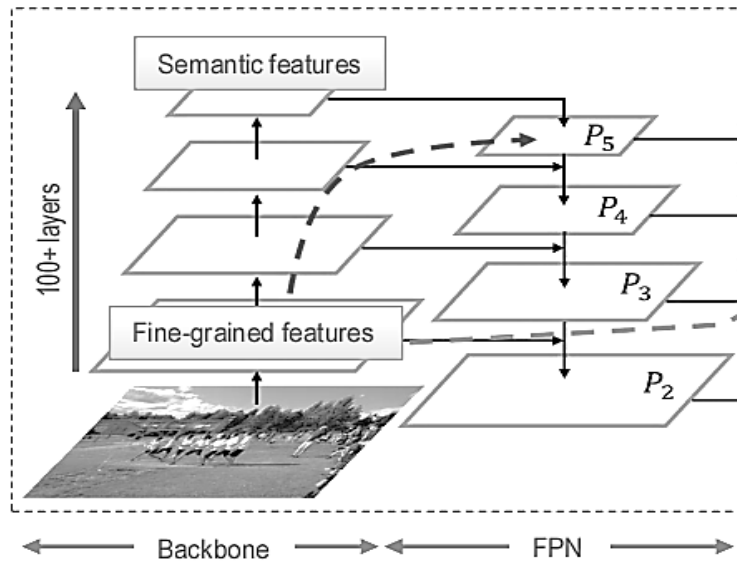 Semantic features
P5
P4
100+ layers
P3
Fine-grained features
P2
Backbone
FPN